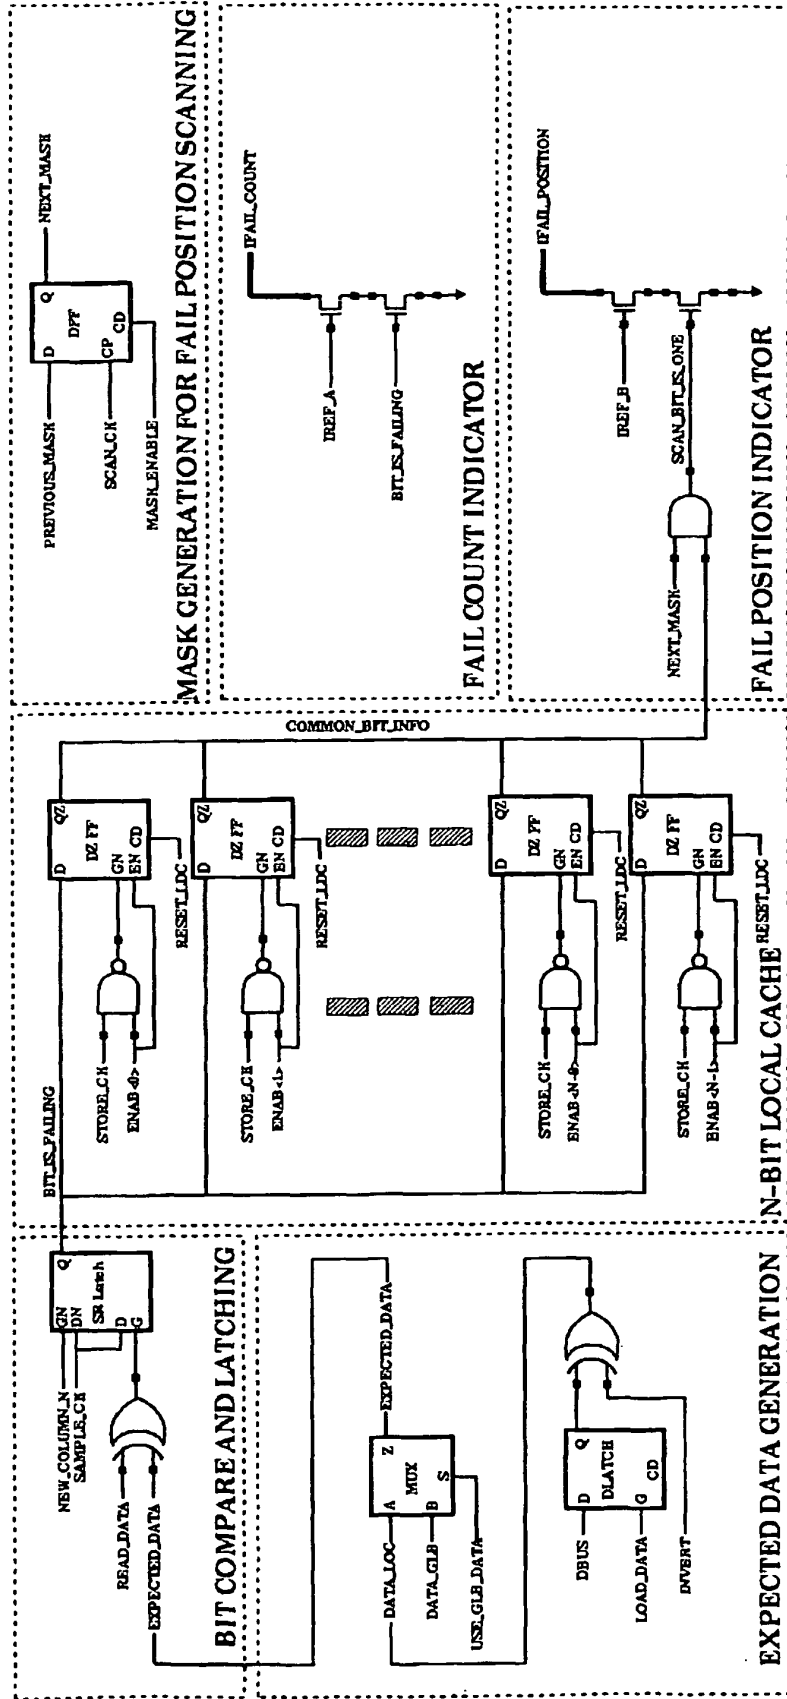 NEW_COLUMN_N
SAMPLE_CK
READ_DATA
EXPECTED_DATA
GN
DN
D
G
SR Latch
Q
BIT COMPARE AND LATCHING
EXPECTED_DATA
DATA_LOC
DATA_GLB
USE_GLB_DATA
A
B
S
Z
MUX
DBUS
LOAD_DATA
INVERT
D
G
Q
DLATCH
CD
EXPECTED DATA GENERATION
BIT_IS_FAILING
STORE_CK
ENAB<0>
D
QZ
DZ FF
GN
EN CD
RESET_LDC
STORE_CK
ENAB<1>
D
QZ
DZ FF
GN
EN CD
RESET_LDC
STORE_CK
D
QZ
DZ FF
GN
EN CD
RESET_LDC
STORE_CK
ENAB<N-1>
D
QZ
DZ FF
GN
EN CD
RESET_LDC
COMMON_BIT_INFO
N-BIT LOCAL CACHE
PREVIOUS_MASK
SCAN_CK
MASK_ENABLE
D
Q
DFF
CP
CD
NEXT_MASK
MASK GENERATION FOR FAIL POSITION SCANNING
IREF_A
BIT_IS_FAILING
IFAIL_COUNT
FAIL COUNT INDICATOR
NEXT_MASK
IREF_B
SCAN_BIT_IS_ONE
IFAIL_POSITION
FAIL POSITION INDICATOR